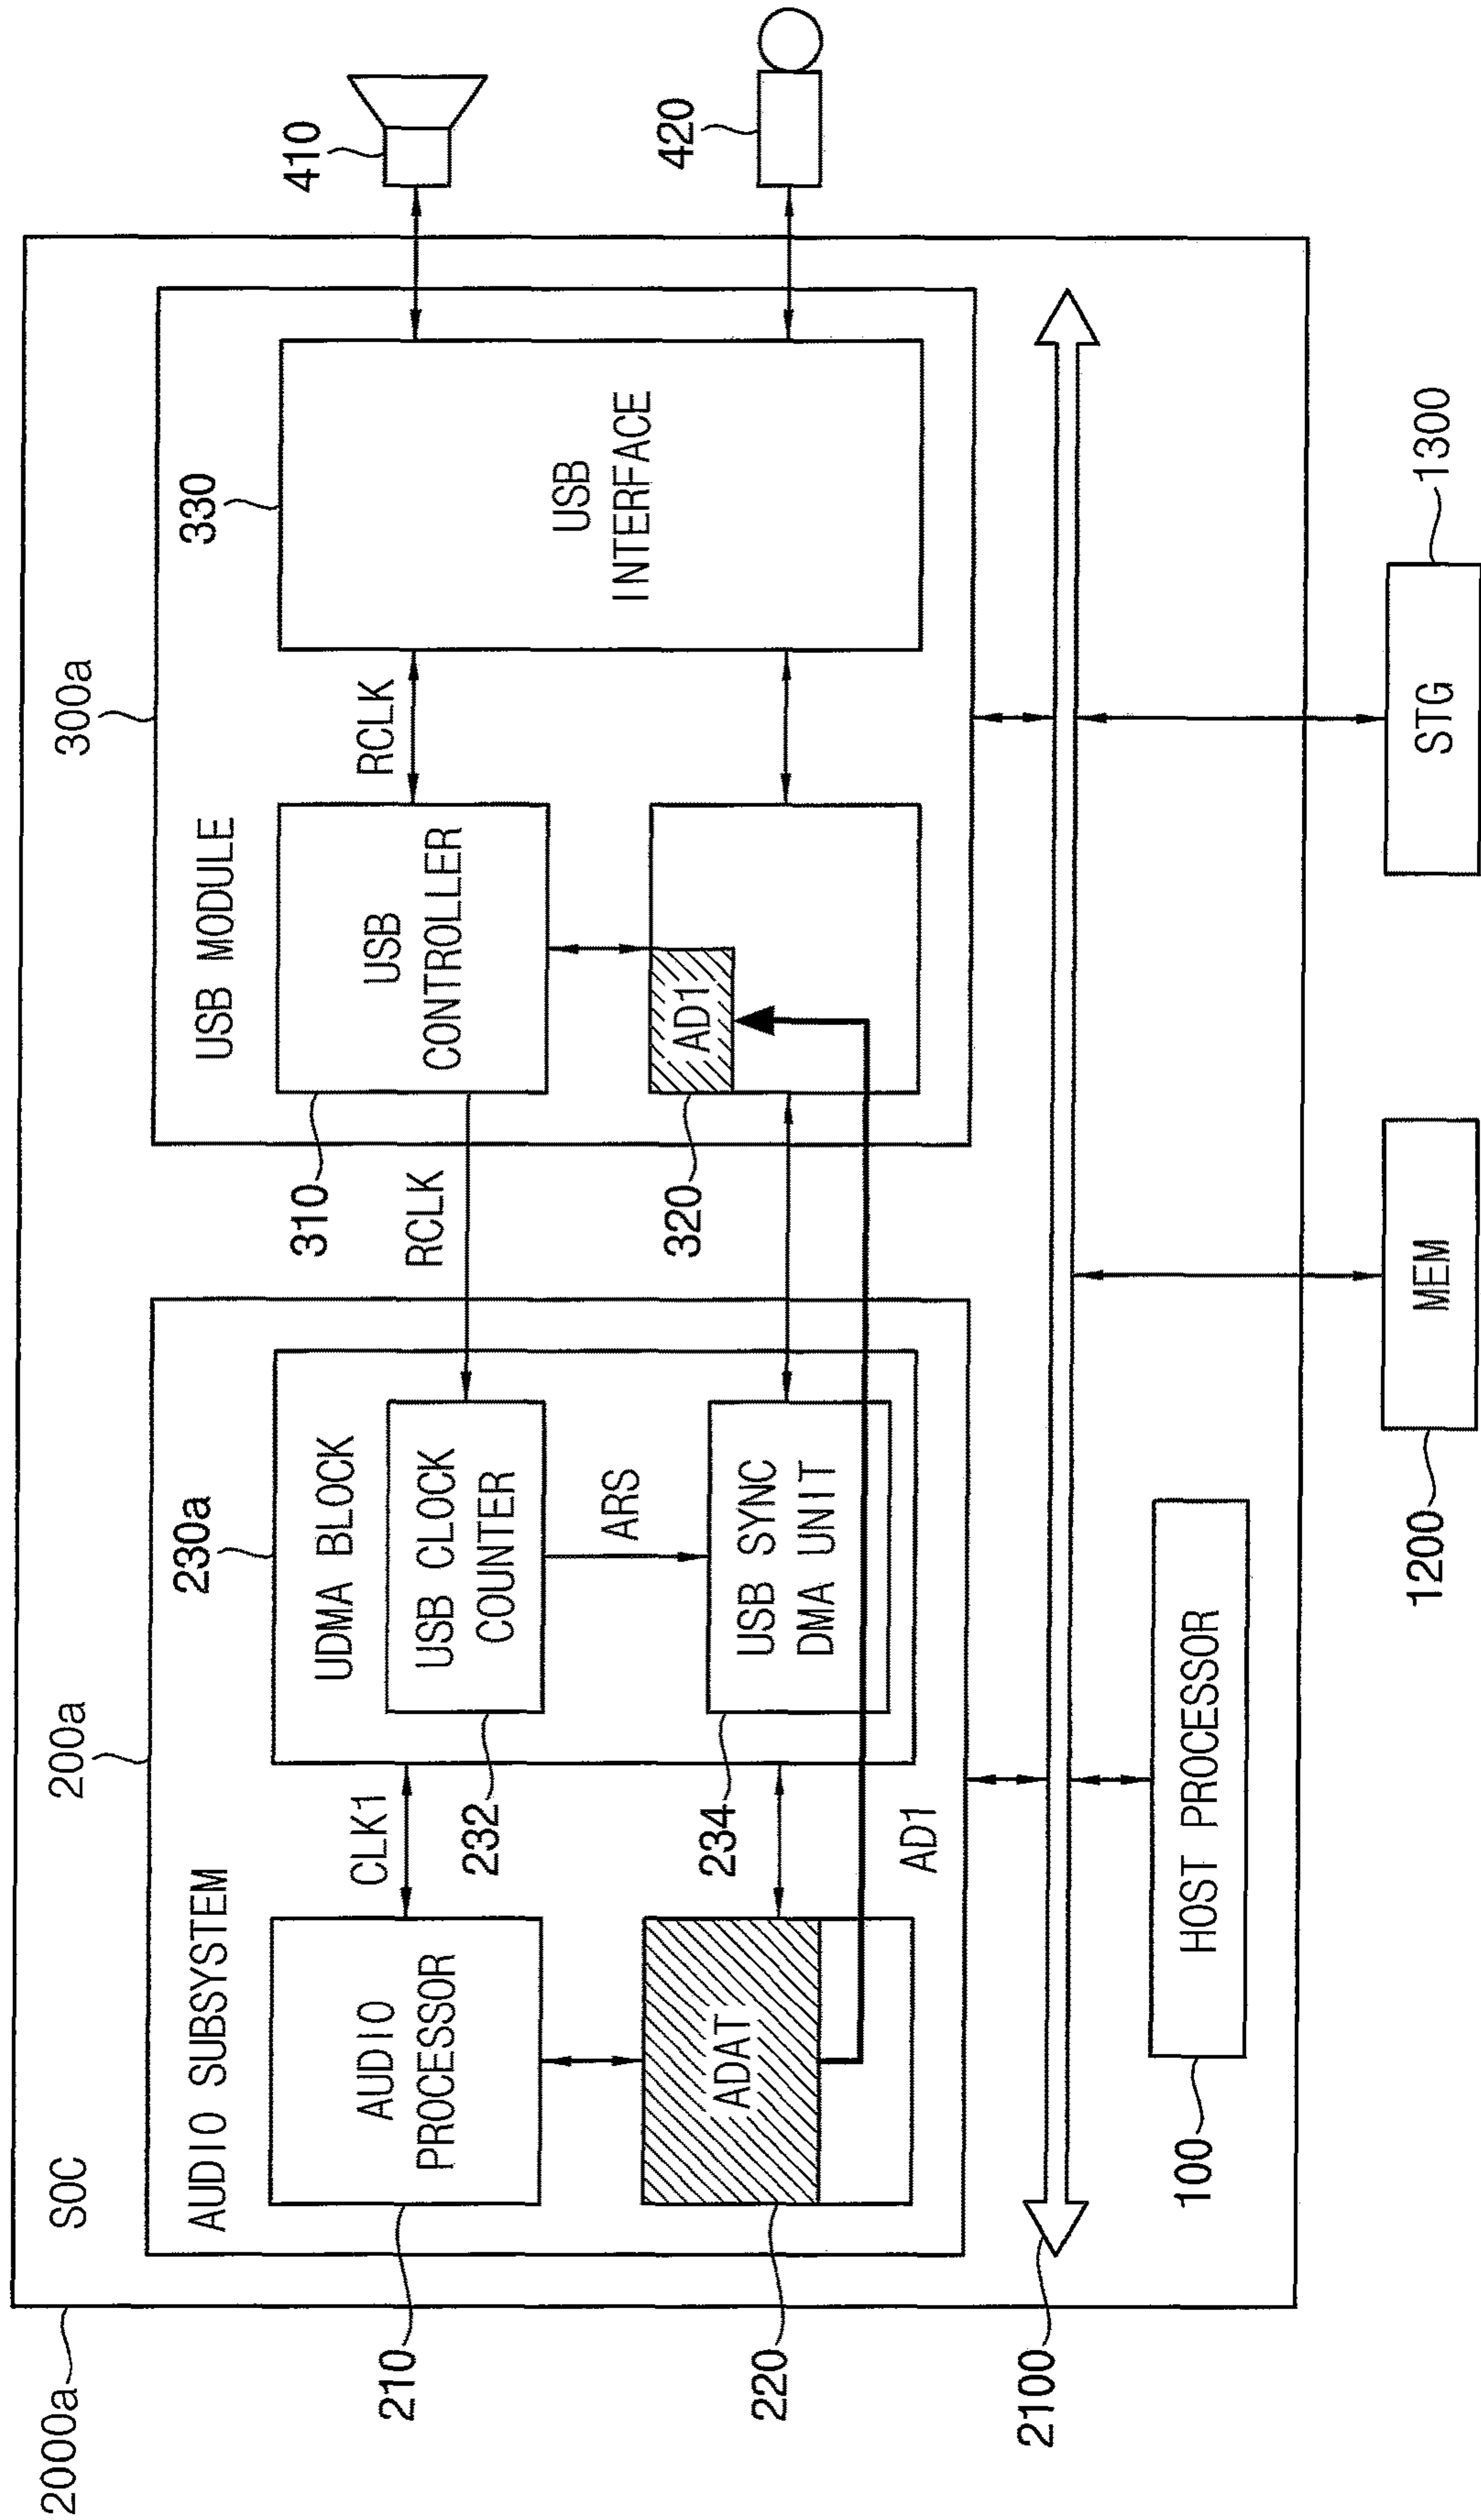 2000a
SOC
200a
300a
AUDIO SUBSYSTEM
230a
USB MODULE
330
410
UDMA BLOCK
210
AUDIO
PROCESSOR
CLK1
232
USB CLOCK
COUNTER
RCLK
310
USB
CONTROLLER
RCLK
USB
INTERFACE
ARS
220
ADAT
234
USB SYNC
DMA UNIT
320
AD1
420
AD1
2100
100
HOST PROCESSOR
1200
MEM
STG
1300